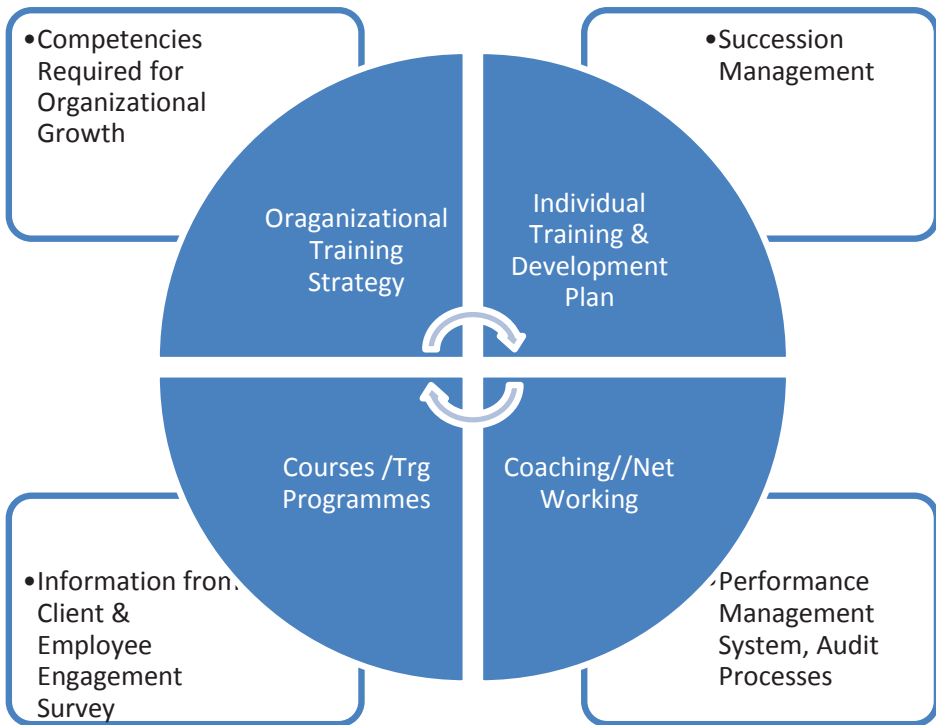 •Competencies
Required for
Organizational
Growth
•Succession
Management
Oraganizational
Training
Strategy
Individual
Training &
Development
Plan
Courses /Trg
Programmes
Coaching//Net
Working
•Information from
Client &
Employee
Engagement
Survey
•Performance
Management
System, Audit
Processes